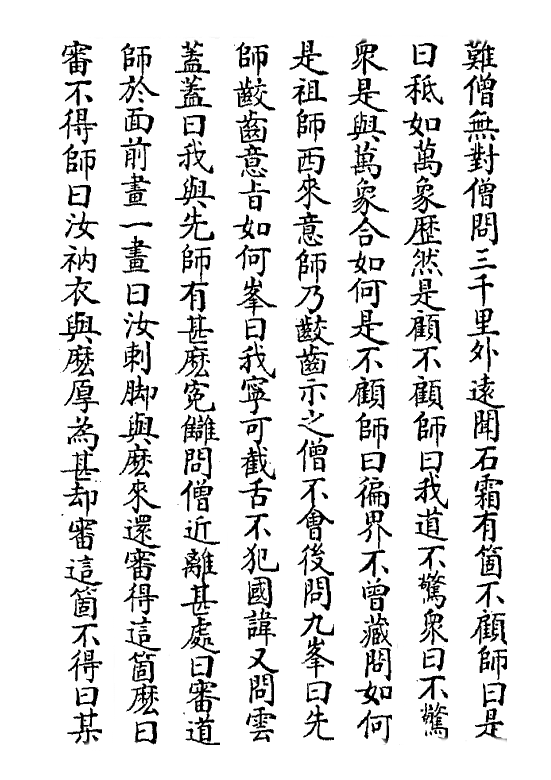 難僧無對僧問三千里外遠聞石霜有箇不顧師曰是
曰秪如萬象歷然是顧不顧師曰我道不驚衆曰不驚
衆是與萬象合如何是不顧師曰徧界不曾藏問如何
是祖師西來意師乃齩齒示之僧不會後問九峯曰先
師齩齒意旨如何峯曰我寧可截舌不犯國諱又問雲
蓋蓋曰我與先師有甚麽冤讎問僧近離甚處曰審道
師於面前畫一畫曰汝刺脚與麽來還審得這箇麽曰
審不得師曰汝衲衣與麽厚為甚却審這箇不得曰某